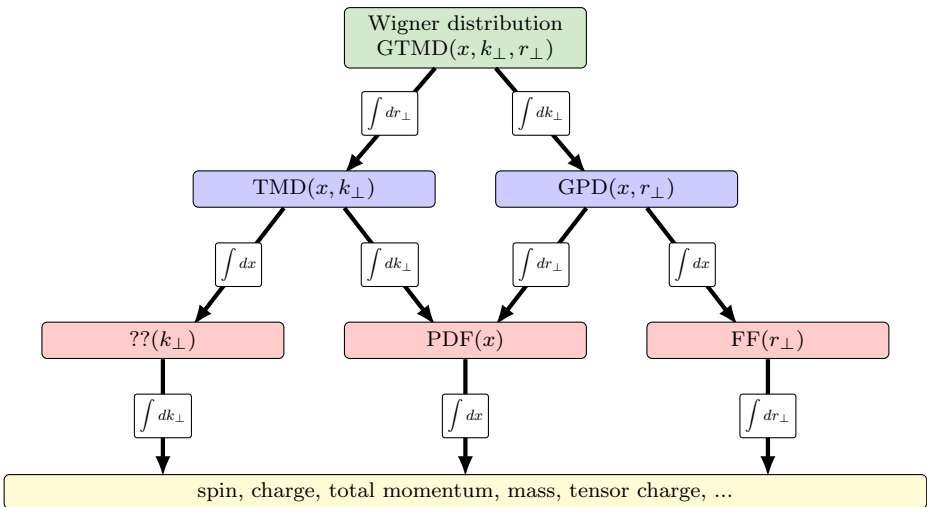 Wigner distribution
GTMD(x, k⊥, r⊥)
∫ dr⊥
∫ dk⊥
TMD(x, k⊥)
GPD(x, r⊥)
∫ dx
∫ dk⊥
∫ dr⊥
∫ dx
??(k⊥)
PDF(x)
FF(r⊥)
∫ dk⊥
∫ dx
∫ dr⊥
spin, charge, total momentum, mass, tensor charge, ...